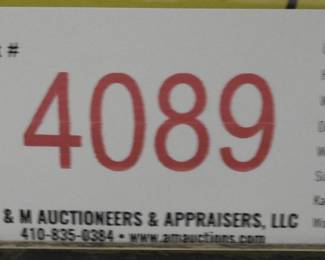 #
4089
& M AUCTIONEERS & APPRAISERS, LLC
410-835-0384 • www.amauctions.com